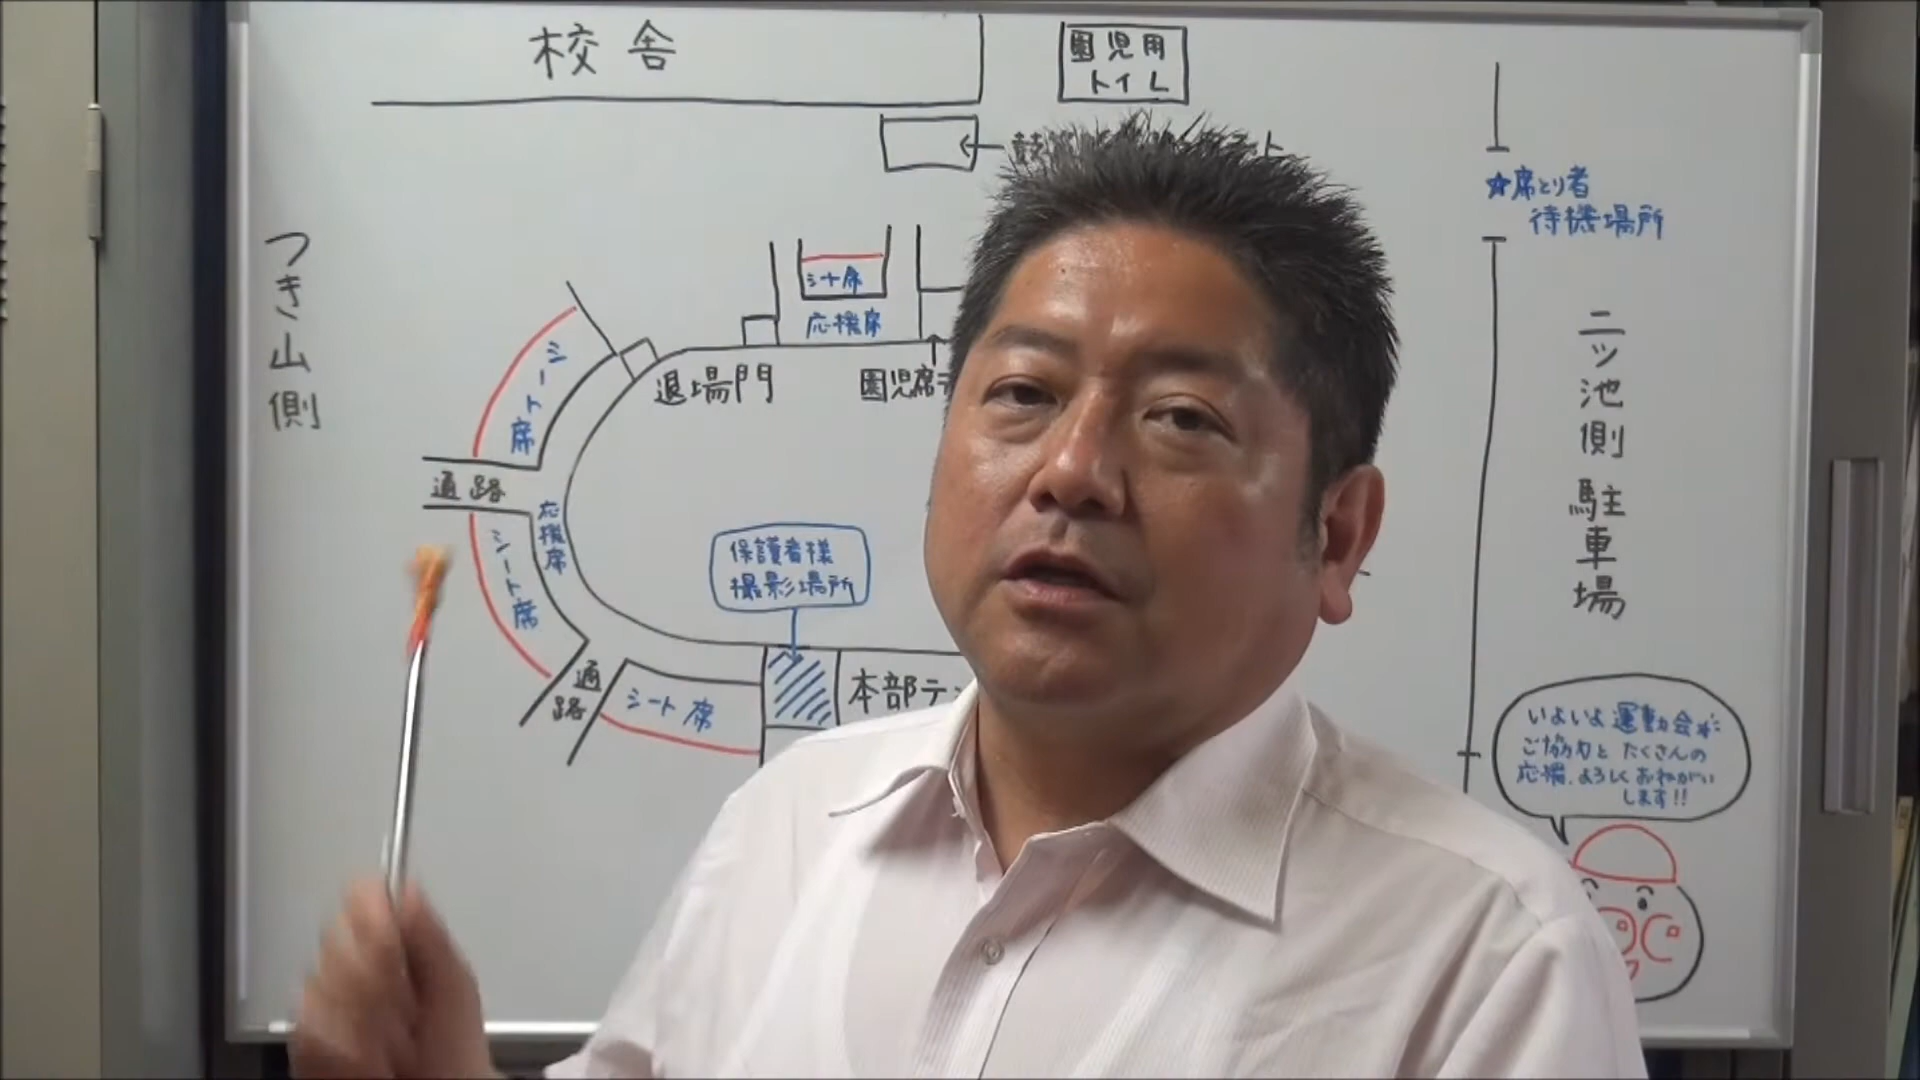 校舎
園児用
トイレ
☆席とり者
待機場所
つき山側
シート席
応援席
退場門
園児席
シート席
通路
応援席
シート席
保護者様
撮影場所
通路
シート席
本部テン
二ツ池側駐車場
いよいよ運動会が
ご協力とたくさんの
応援、よろしくおねがい
します!!